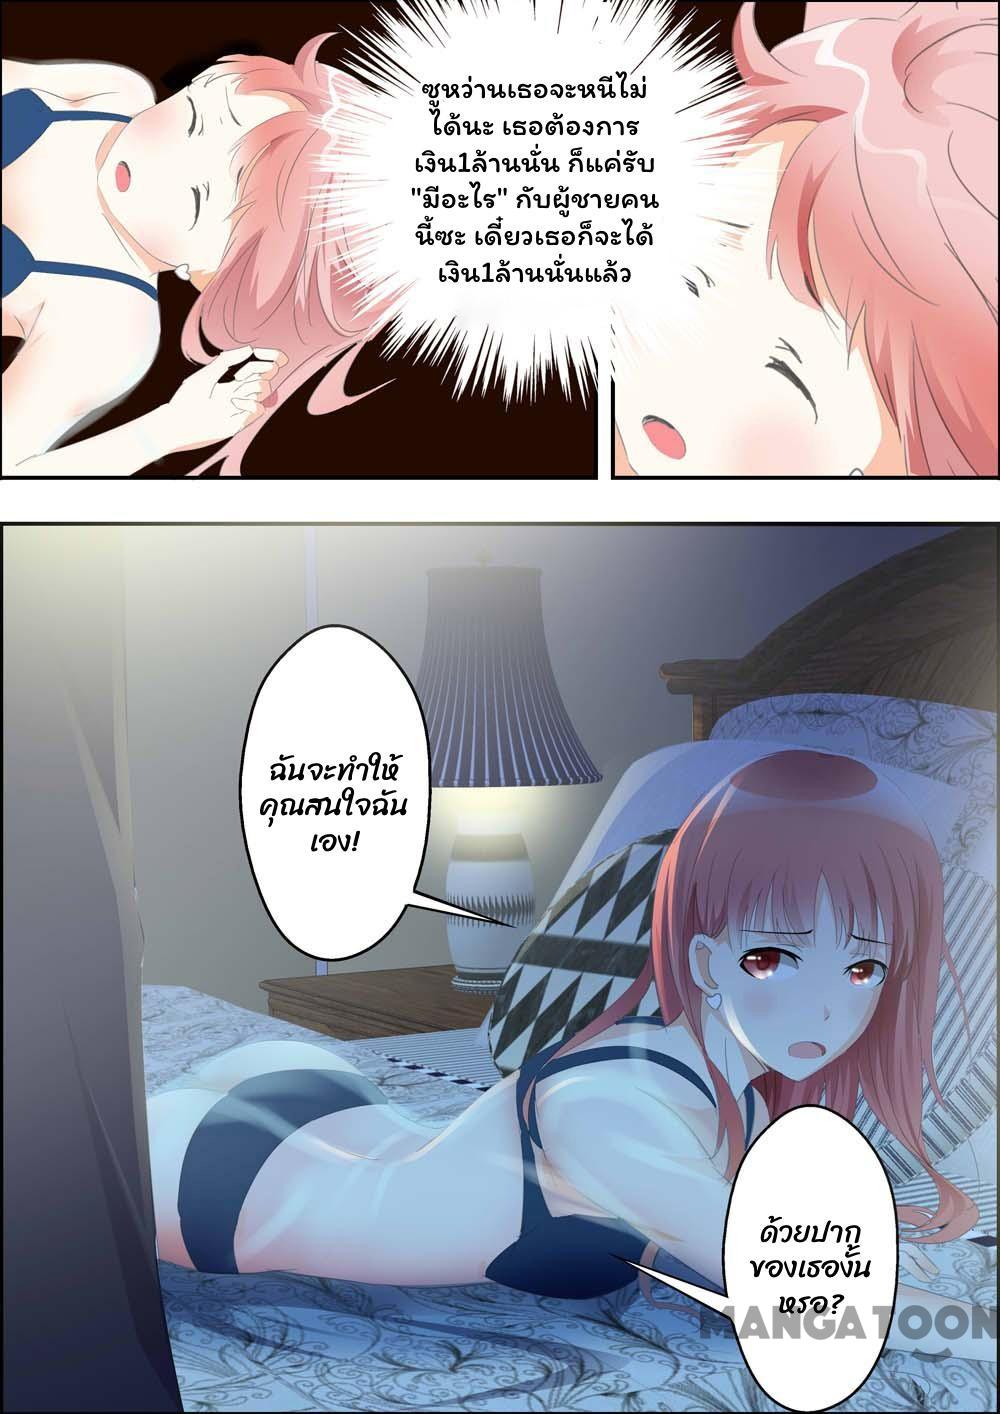 ซูหว่านเธอจะหนีไม่
ได้นะ เธอต้องการ
เงิน1ล้านนั่น ก็แค่รับ
"มีอะไร" กับผู้ชายคน
นี้ซะ เดี๋ยวเธอก็จะได้
เงิน1ล้านนั่นแล้ว
ฉันจะทำให้
คุณสนใจฉัน
เอง!
ด้วยปาก
ของเธองั้น
หรอ?
MANGATOON